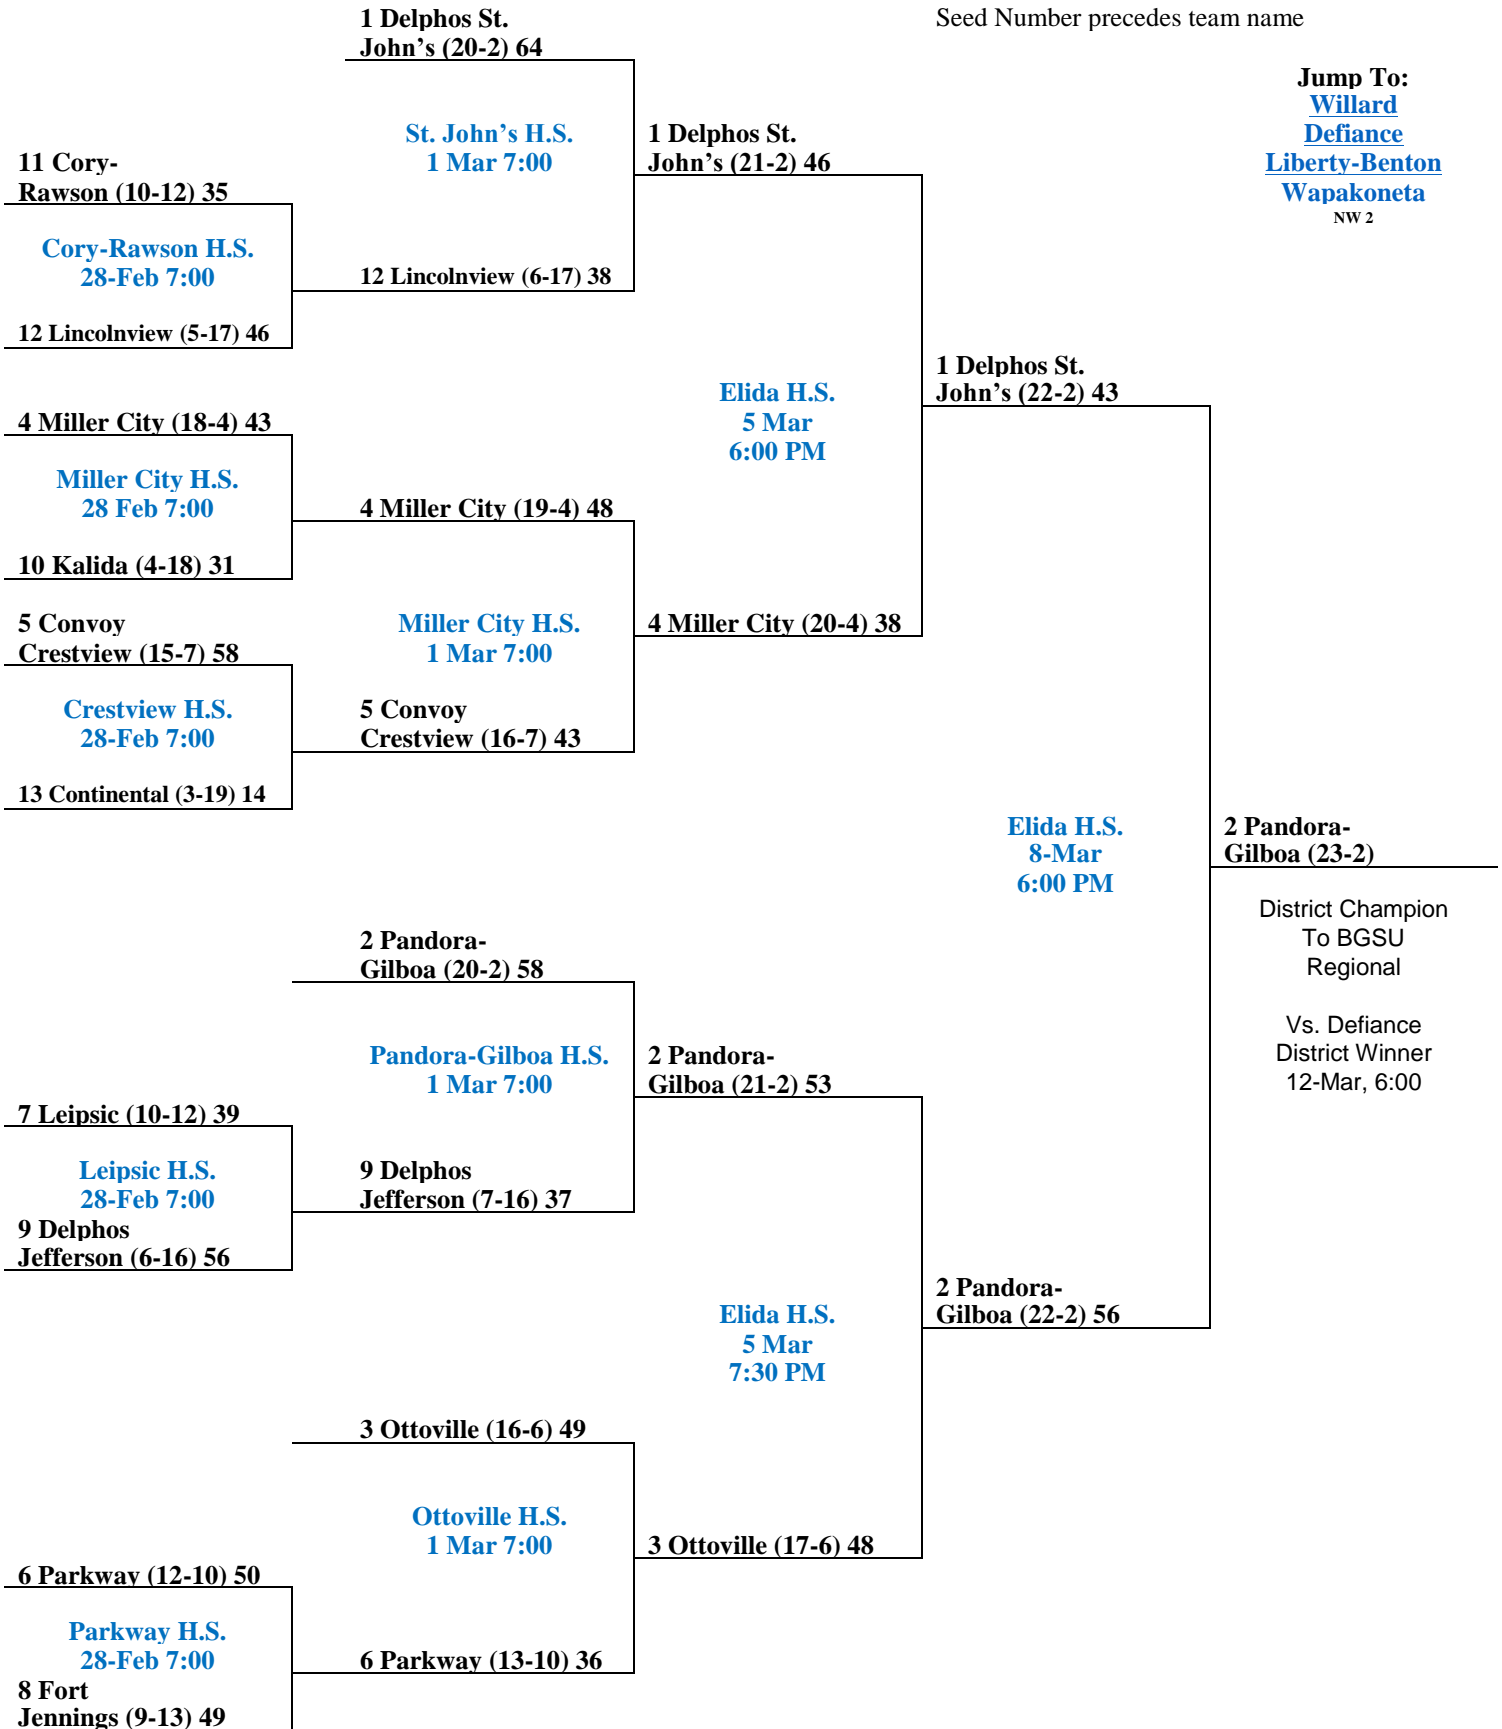 1 Delphos St.
John's (20-2) 64
Seed Number precedes team name
Jump To:
Willard
Defiance
Liberty-Benton
Wapakoneta
NW 2
St. John's H.S.
1 Mar 7:00
1 Delphos St.
John's (21-2) 46
11 Cory-
Rawson (10-12) 35
Cory-Rawson H.S.
28-Feb 7:00
12 Lincolnview (6-17) 38
12 Lincolnview (5-17) 46
1 Delphos St.
John's (22-2) 43
Elida H.S.
5 Mar
6:00 PM
4 Miller City (18-4) 43
Miller City H.S.
28 Feb 7:00
4 Miller City (19-4) 48
10 Kalida (4-18) 31
5 Convoy
Crestview (15-7) 58
Miller City H.S.
1 Mar 7:00
4 Miller City (20-4) 38
Crestview H.S.
28-Feb 7:00
5 Convoy
Crestview (16-7) 43
13 Continental (3-19) 14
Elida H.S.
8-Mar
6:00 PM
2 Pandora-
Gilboa (23-2)
District Champion
To BGSU
Regional
Vs. Defiance
District Winner
12-Mar, 6:00
2 Pandora-
Gilboa (20-2) 58
Pandora-Gilboa H.S.
1 Mar 7:00
2 Pandora-
Gilboa (21-2) 53
7 Leipsic (10-12) 39
Leipsic H.S.
28-Feb 7:00
9 Delphos
Jefferson (7-16) 37
9 Delphos
Jefferson (6-16) 56
2 Pandora-
Gilboa (22-2) 56
Elida H.S.
5 Mar
7:30 PM
3 Ottoville (16-6) 49
Ottoville H.S.
1 Mar 7:00
3 Ottoville (17-6) 48
6 Parkway (12-10) 50
Parkway H.S.
28-Feb 7:00
6 Parkway (13-10) 36
8 Fort
Jennings (9-13) 49